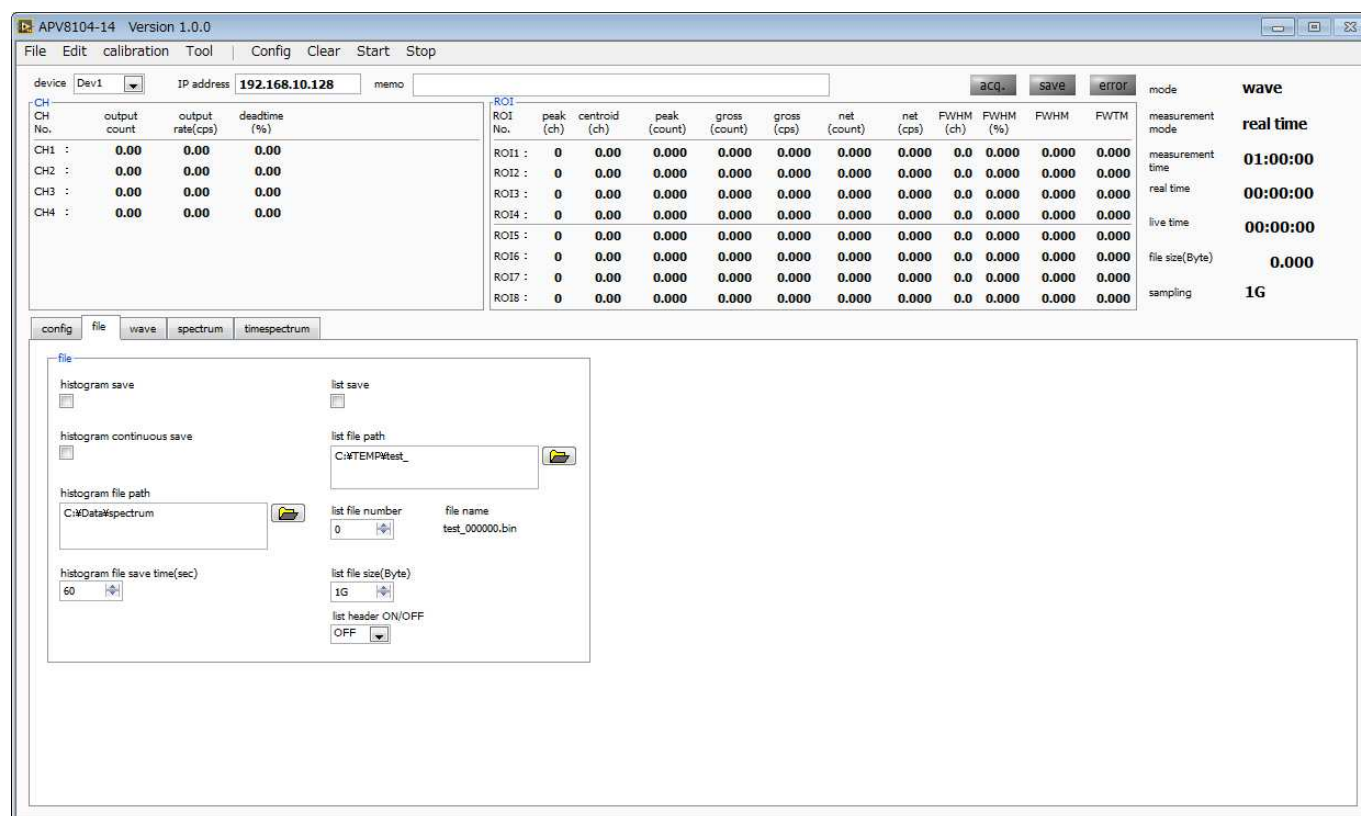 APV8104-14 Version 1.0.0
File Edit calibration Tool | Config Clear Start Stop
device Dev1 IP address 192.168.10.128 memo acq. save error
mode wave
measurement mode real time
measurement time 01:00:00
real time 00:00:00
live time 00:00:00
file size(Byte) 0.000
sampling 1G
CH
CH No. output count output rate(cps) deadtime (%)
CH1 : 0.00 0.00 0.00
CH2 : 0.00 0.00 0.00
CH3 : 0.00 0.00 0.00
CH4 : 0.00 0.00 0.00
ROI
ROI No. peak (ch) centroid (ch) peak (count) gross (count) gross (cps) net (count) net (cps) FWHM (ch) FWHM (%) FWHM FWTM
ROI1 : 0 0.00 0.000 0.000 0.000 0.000 0.000 0.0 0.000 0.000 0.000
ROI2 : 0 0.00 0.000 0.000 0.000 0.000 0.000 0.0 0.000 0.000 0.000
ROI3 : 0 0.00 0.000 0.000 0.000 0.000 0.000 0.0 0.000 0.000 0.000
ROI4 : 0 0.00 0.000 0.000 0.000 0.000 0.000 0.0 0.000 0.000 0.000
ROI5 : 0 0.00 0.000 0.000 0.000 0.000 0.000 0.0 0.000 0.000 0.000
ROI6 : 0 0.00 0.000 0.000 0.000 0.000 0.000 0.0 0.000 0.000 0.000
ROI7 : 0 0.00 0.000 0.000 0.000 0.000 0.000 0.0 0.000 0.000 0.000
ROI8 : 0 0.00 0.000 0.000 0.000 0.000 0.000 0.0 0.000 0.000 0.000
config file wave spectrum timespectrum
file
histogram save
histogram continuous save
histogram file path
C:¥Data¥spectrum
histogram file save time(sec)
60
list save
list file path
C:¥TEMP¥test_
list file number file name
0 test_000000.bin
list file size(Byte)
1G
list header ON/OFF
OFF